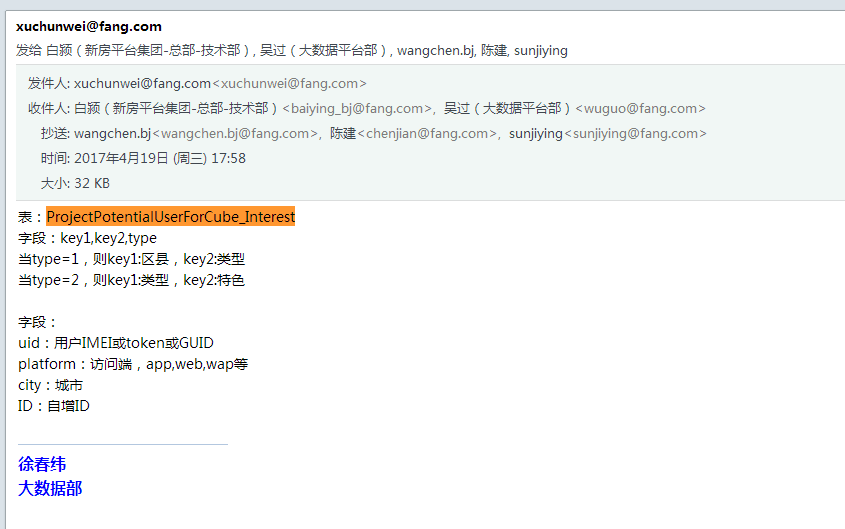 xuchunwei@fang.com
发给 白颍（新房平台集团-总部-技术部）, 吴过（大数据平台部）, wangchen.bj, 陈建, sunjiying
发件人: xuchunwei@fang.com<xuchunwei@fang.com>
收件人: 白颍（新房平台集团-总部-技术部）<baiying_bj@fang.com>, 吴过（大数据平台部）<wuguo@fang.com>
抄送: wangchen.bj<wangchen.bj@fang.com>, 陈建<chenjian@fang.com>, sunjiying<sunjiying@fang.com>
时间: 2017年4月19日 (周三) 17:58
大小: 32 KB
表：ProjectPotentialUserForCube_Interest
字段：key1,key2,type
当type=1，则key1:区县，key2:类型
当type=2，则key1:类型，key2:特色
字段：
uid：用户IMEI或token或GUID
platform：访问端，app,web,wap等
city：城市
ID：自增ID
徐春纬
大数据部